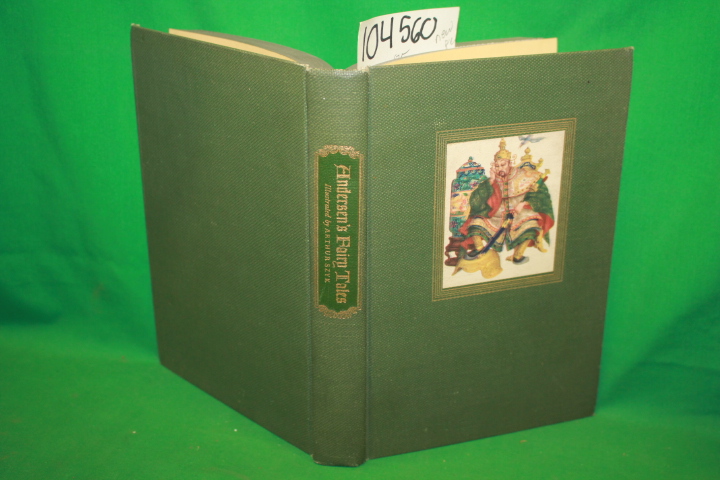 104560
Andersen's Fairy Tales
Illustrated by ARTHUR SZYK